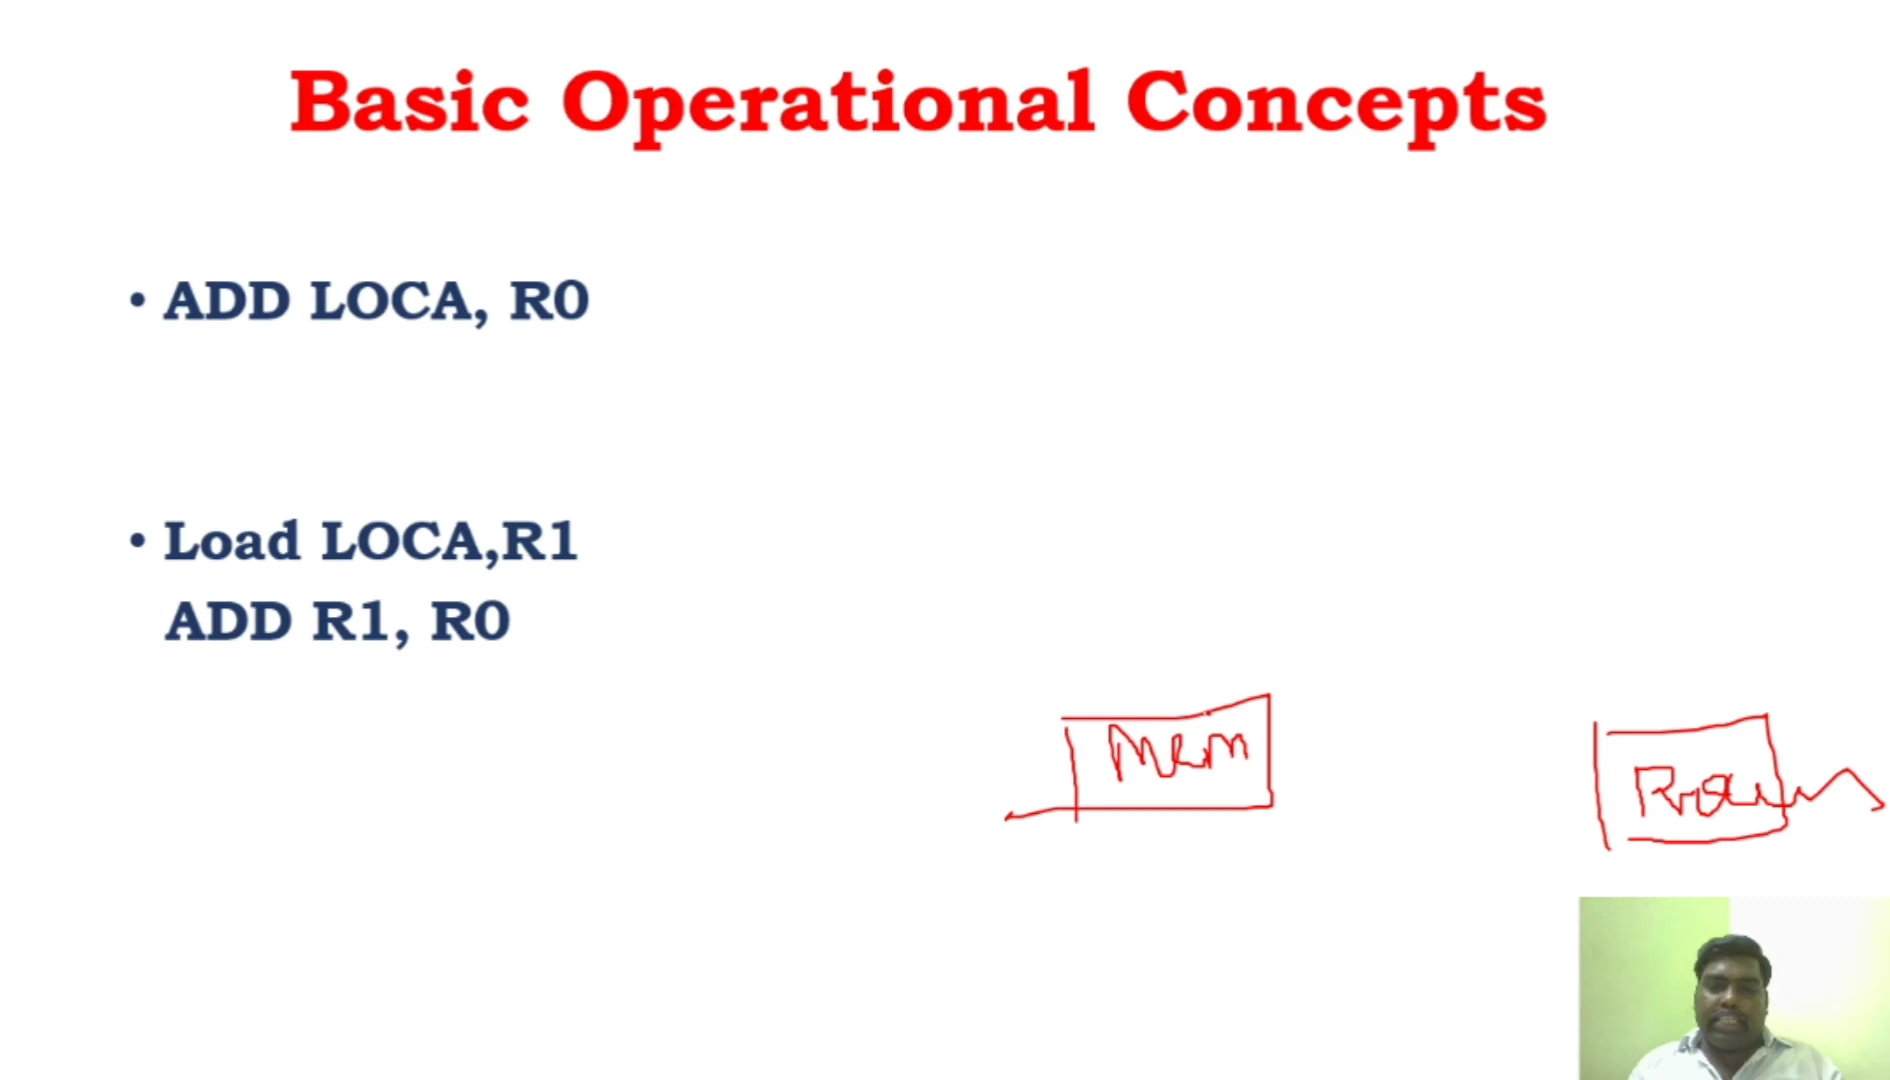 Basic Operational Concepts
• ADD LOCA, R0
• Load LOCA,R1
ADD R1, R0
Mem